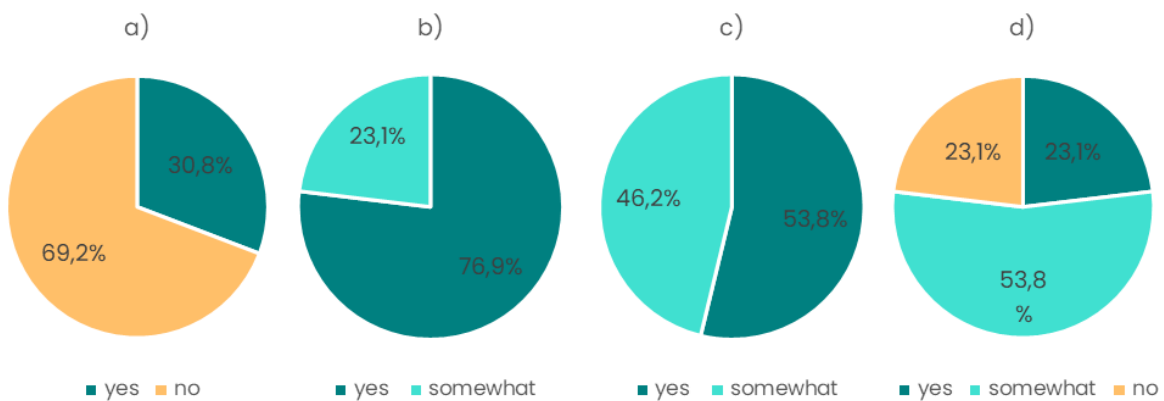 a)
b)
c)
d)
30,8%
69,2%
23,1%
76,9%
46,2%
53,8%
23,1%
23,1%
53,8
%
yes no
yes somewhat
yes somewhat
yes somewhat no